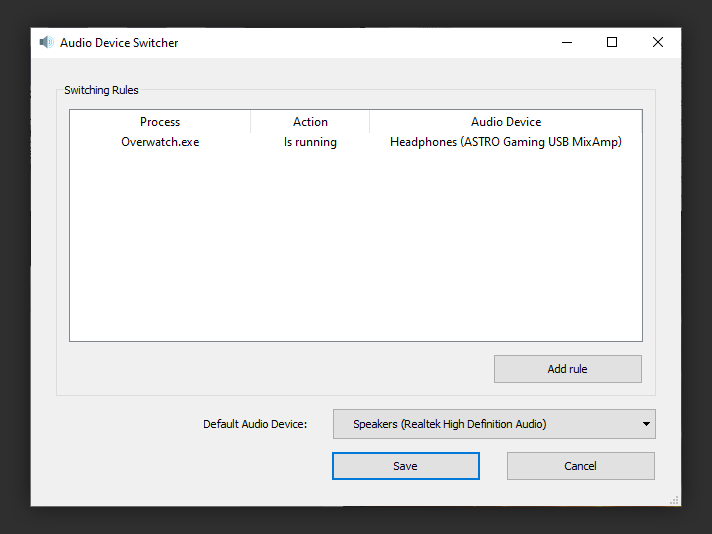 Audio Device Switcher
Switching Rules
Process Action Audio Device
Overwatch.exe Is running Headphones (ASTRO Gaming USB MixAmp)
Add rule
Default Audio Device: Speakers (Realtek High Definition Audio)
Save Cancel